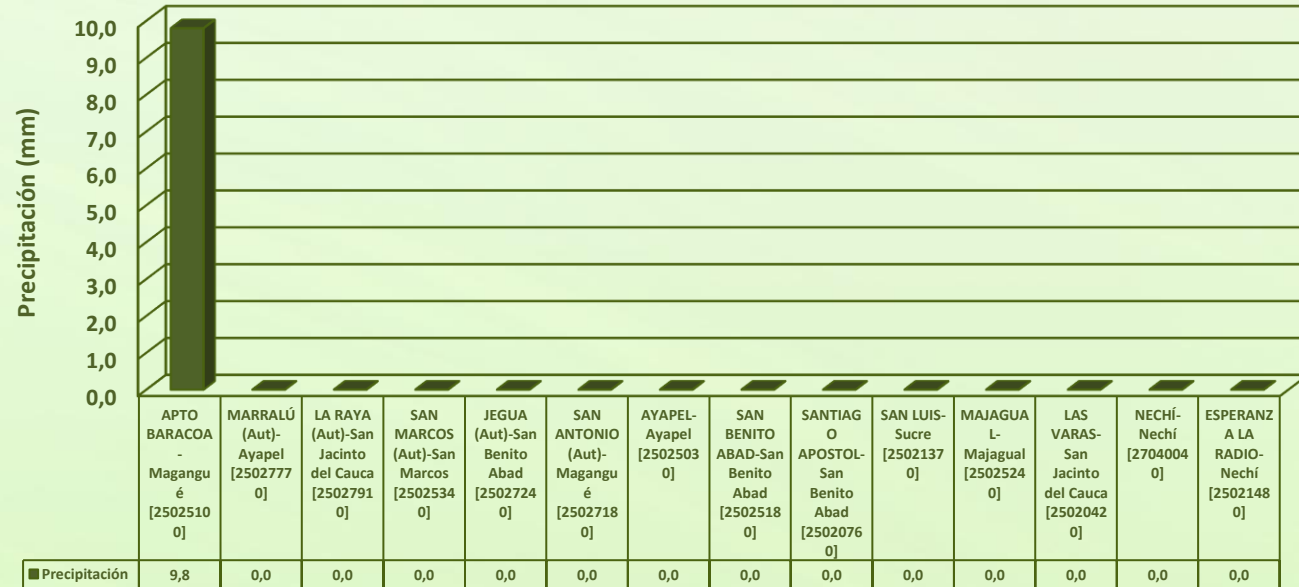 Precipitación (mm)
10,0
9,0
8,0
7,0
6,0
5,0
4,0
3,0
2,0
1,0
0,0
APTO
BARACOA
-
Magangu
é
[2502510
0]
MARRALÚ
(Aut)-
Ayapel
[2502777
0]
LA RAYA
(Aut)-San
Jacinto
del Cauca
[2502791
0]
SAN
MARCOS
(Aut)-San
Marcos
[2502534
0]
JEGUA
(Aut)-San
Benito
Abad
[2502724
0]
SAN
ANTONIO
(Aut)-
Magangu
é
[2502718
0]
AYAPEL-
Ayapel
[2502503
0]
SAN
BENITO
ABAD-San
Benito
Abad
[2502518
0]
SANTIAG
O
APOSTOL-
San
Benito
Abad
[2502076
0]
SAN LUIS-
Sucre
[2502137
0]
MAJAGUA
L-
Majagual
[2502524
0]
LAS
VARAS-
San
Jacinto
del Cauca
[2502042
0]
NECHÍ-
Nechí
[2704004
0]
ESPERANZ
A LA
RADIO-
Nechí
[2502148
0]
Precipitación 9,8 0,0 0,0 0,0 0,0 0,0 0,0 0,0 0,0 0,0 0,0 0,0 0,0 0,0